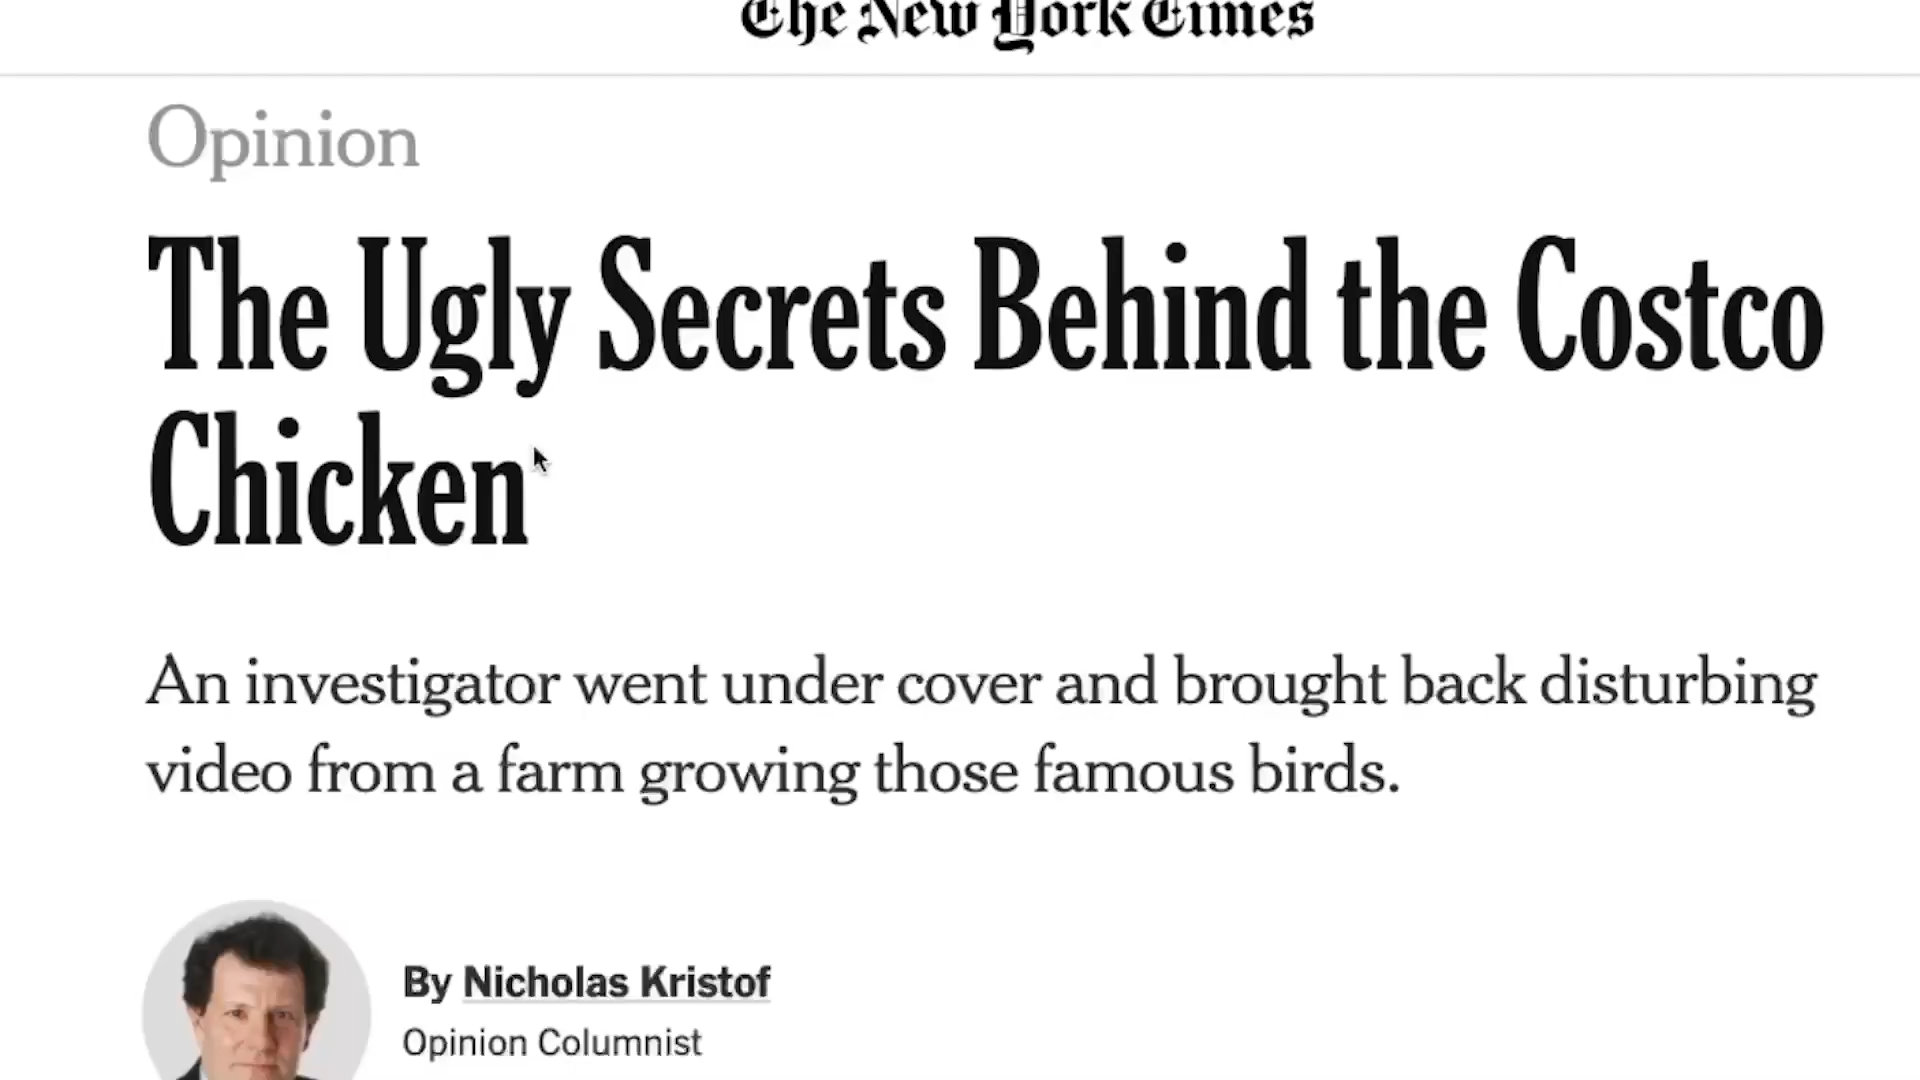 The New York Times
Opinion
The Ugly Secrets Behind the Costco
Chicken
An investigator went under cover and brought back disturbing
video from a farm growing those famous birds.
By Nicholas Kristof
Opinion Columnist